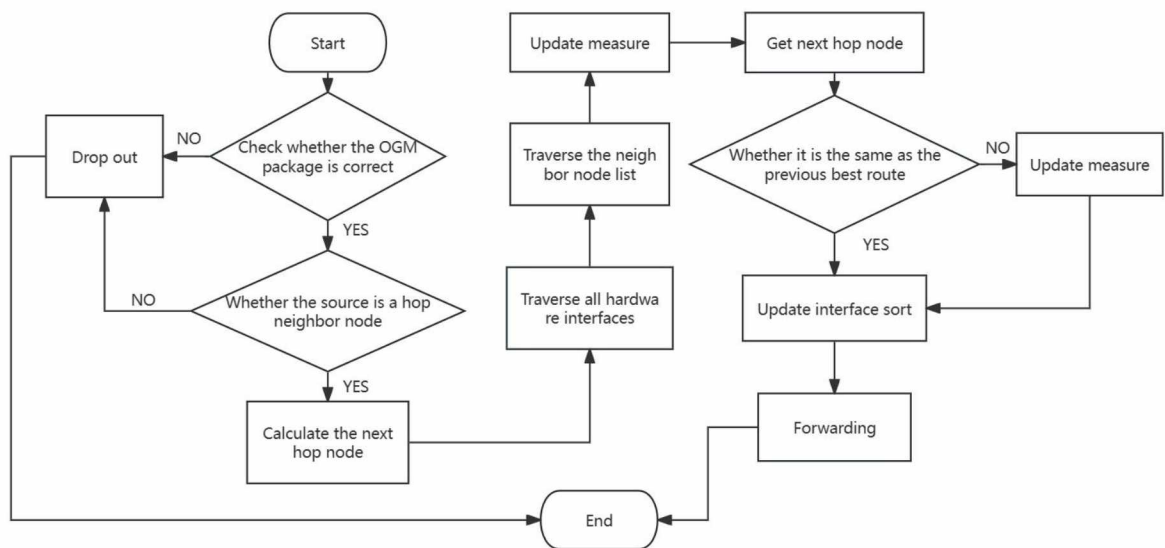 Start
Check whether the OGM
package is correct
NO
Drop out
YES
Whether the source is a hop
neighbor node
NO
YES
Calculate the next
hop node
Traverse all hardwa
re interfaces
Traverse the neigh
bor node list
Update measure
Get next hop node
Whether it is the same as the
previous best route
NO
Update measure
YES
Update interface sort
Forwarding
End